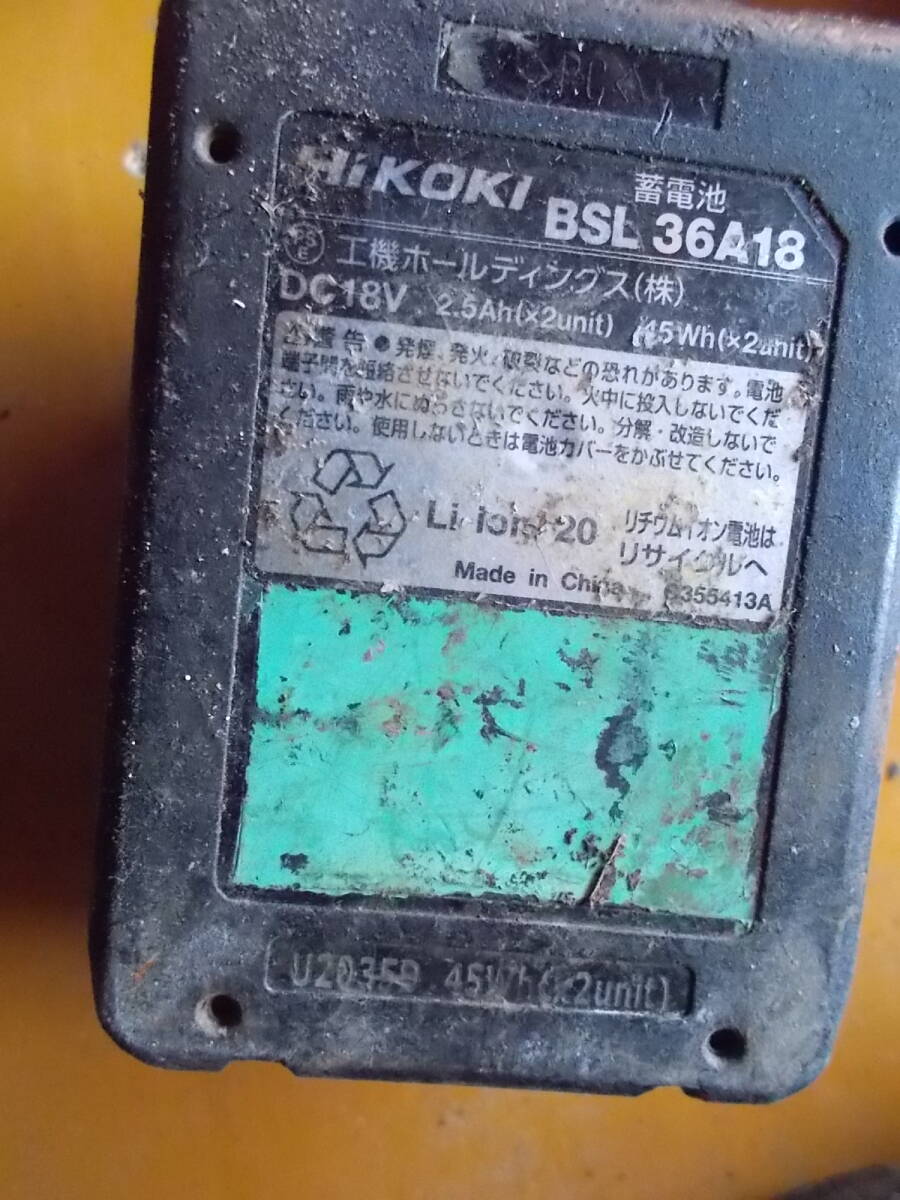 HiKOKI
蓄電池
BSL 36A18
PS E 工機ホールディングス(株)
DC18V 2.5Ah(×2unit) 45Wh(×2unit)
⚠警告 ●発煙、発火、破裂などの恐れがあります。電池
端子間を短絡させないでください。火中に投入しないでくだ
さい。雨や水にぬらさないでください。分解・改造しないで
ください。使用しないときは電池カバーをかぶせてください。
Li-ion 20 リチウムイオン電池は
リサイクルへ
Made in China 355413A
45Wh(×2unit)